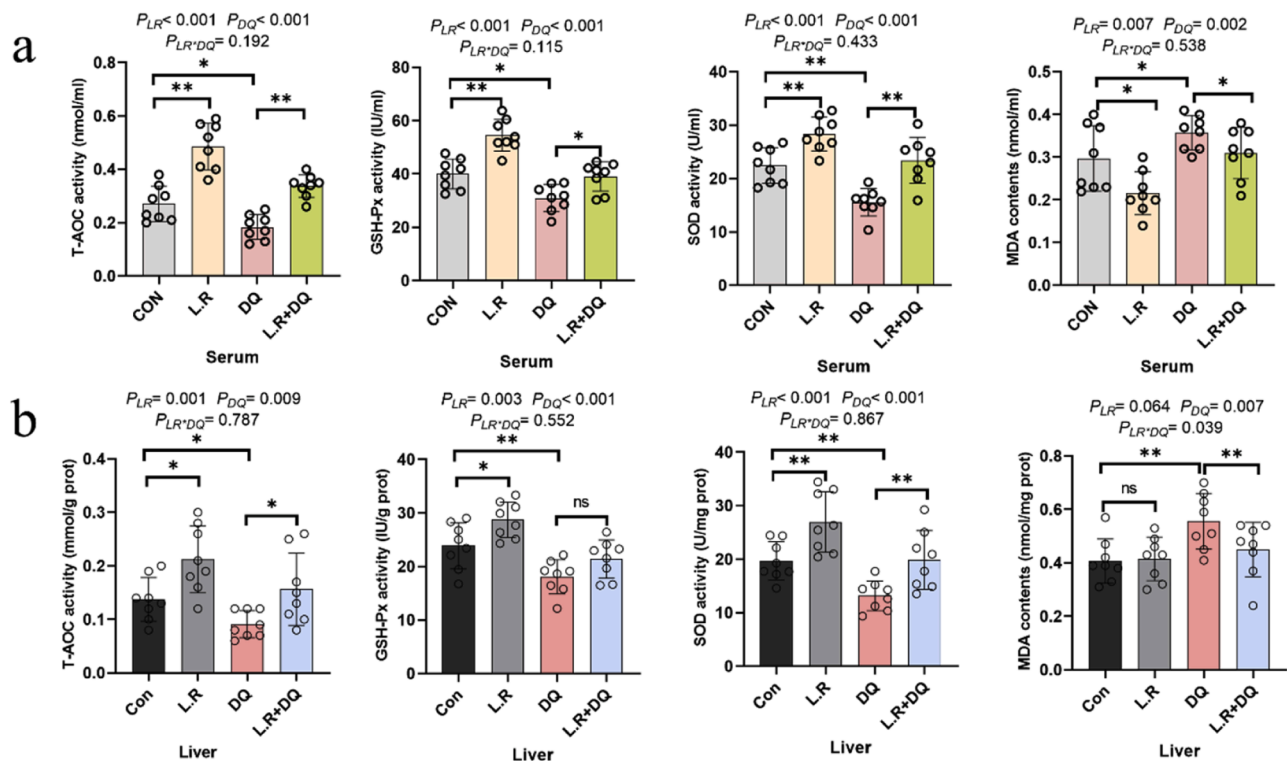 a
P_LR< 0.001 P_DQ< 0.001
P_LR*DQ= 0.192
T-AOC activity (nmol/ml)
0.8
0.6
0.4
0.2
0.0
*
**
**
CON
L.R
DQ
L.R+DQ
Serum
P_LR< 0.001 P_DQ< 0.001
P_LR*DQ= 0.115
GSH-Px activity (IU/ml)
80
60
40
20
0
*
**
*
CON
L.R
DQ
L.R+DQ
Serum
P_LR< 0.001 P_DQ< 0.001
P_LR*DQ= 0.433
SOD activity (U/ml)
40
30
20
10
0
**
**
**
CON
L.R
DQ
L.R+DQ
Serum
P_LR= 0.007 P_DQ= 0.002
P_LR*DQ= 0.538
MDA contents (nmol/ml)
0.5
0.4
0.3
0.2
0.1
0.0
*
*
*
CON
L.R
DQ
L.R+DQ
Serum
b
P_LR= 0.001 P_DQ= 0.009
P_LR*DQ= 0.787
T-AOC activity (mmol/g prot)
0.4
0.3
0.2
0.1
0.0
*
*
*
Con
L.R
DQ
L.R+DQ
Liver
P_LR= 0.003 P_DQ< 0.001
P_LR*DQ= 0.552
GSH-Px activity (IU/g prot)
40
30
20
10
0
**
*
ns
Con
L.R
DQ
L.R+DQ
Liver
P_LR< 0.001 P_DQ< 0.001
P_LR*DQ= 0.867
SOD activity (U/mg prot)
40
30
20
10
0
**
**
**
Con
L.R
DQ
L.R+DQ
Liver
P_LR= 0.064 P_DQ= 0.007
P_LR*DQ= 0.039
MDA contents (nmol/mg prot)
0.8
0.6
0.4
0.2
0.0
**
ns
**
Con
L.R
DQ
L.R+DQ
Liver